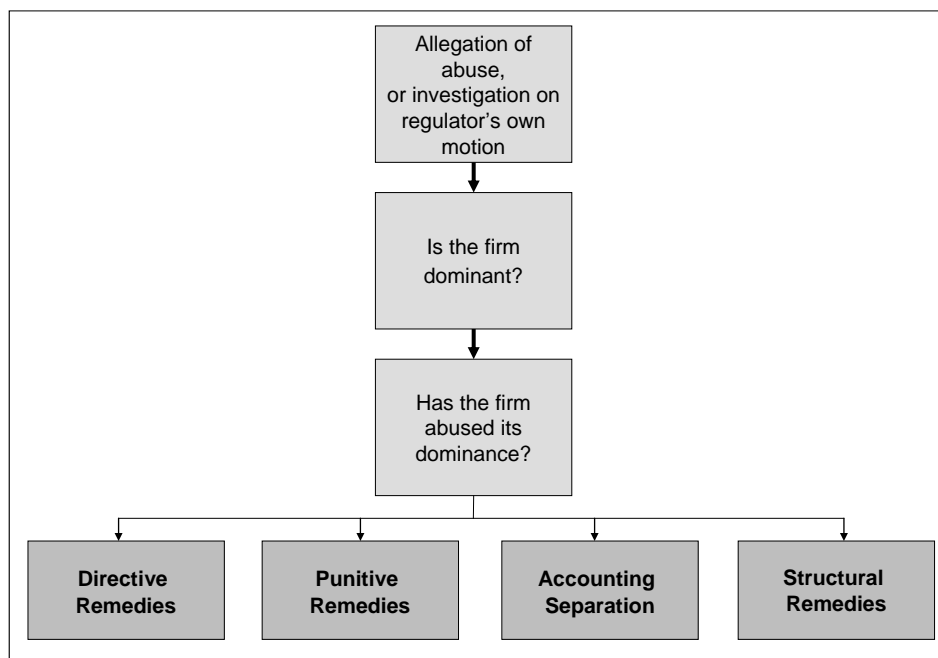 Allegation of
abuse,
or investigation on
regulator’s own
motion
Is the firm
dominant?
Has the firm
abused its
dominance?
Directive
Remedies
Punitive
Remedies
Accounting
Separation
Structural
Remedies